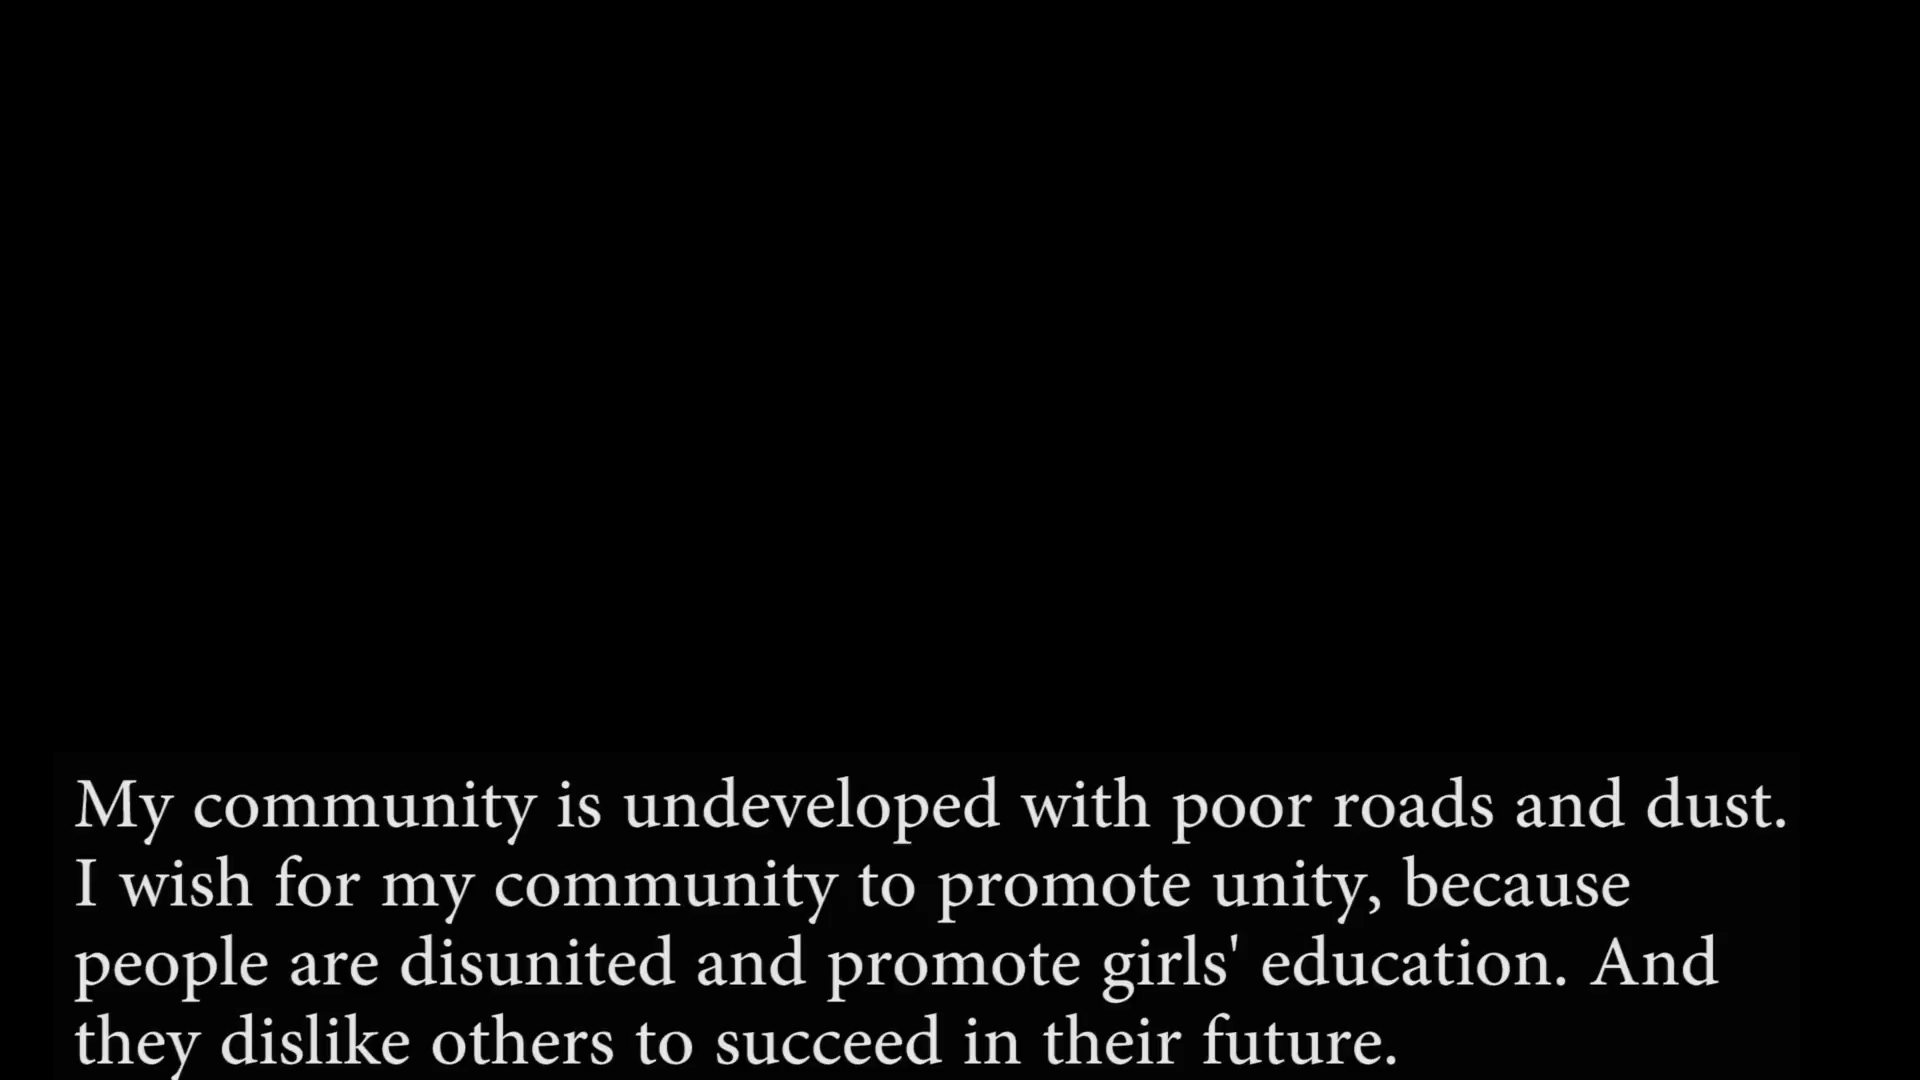 My community is undeveloped with poor roads and dust.
I wish for my community to promote unity, because
people are disunited and promote girls' education. And
they dislike others to succeed in their future.